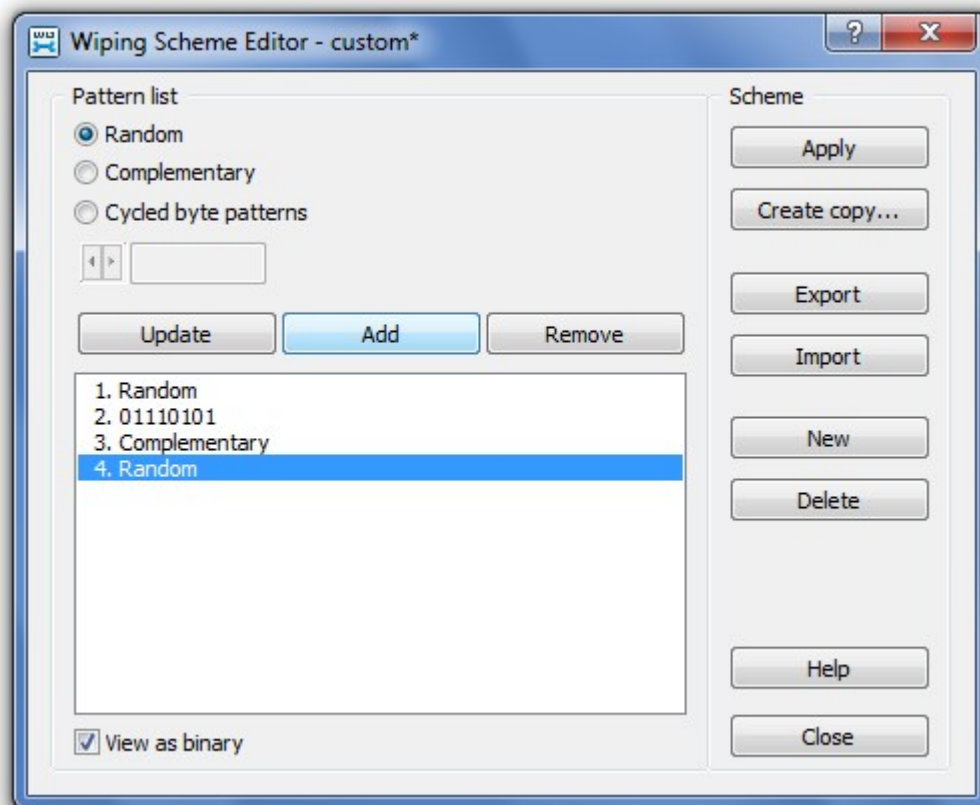 Wiping Scheme Editor - custom*
Pattern list
Random
Complementary
Cycled byte patterns
Update Add Remove
1. Random
2. 01110101
3. Complementary
4. Random
View as binary
Scheme
Apply
Create copy...
Export
Import
New
Delete
Help
Close